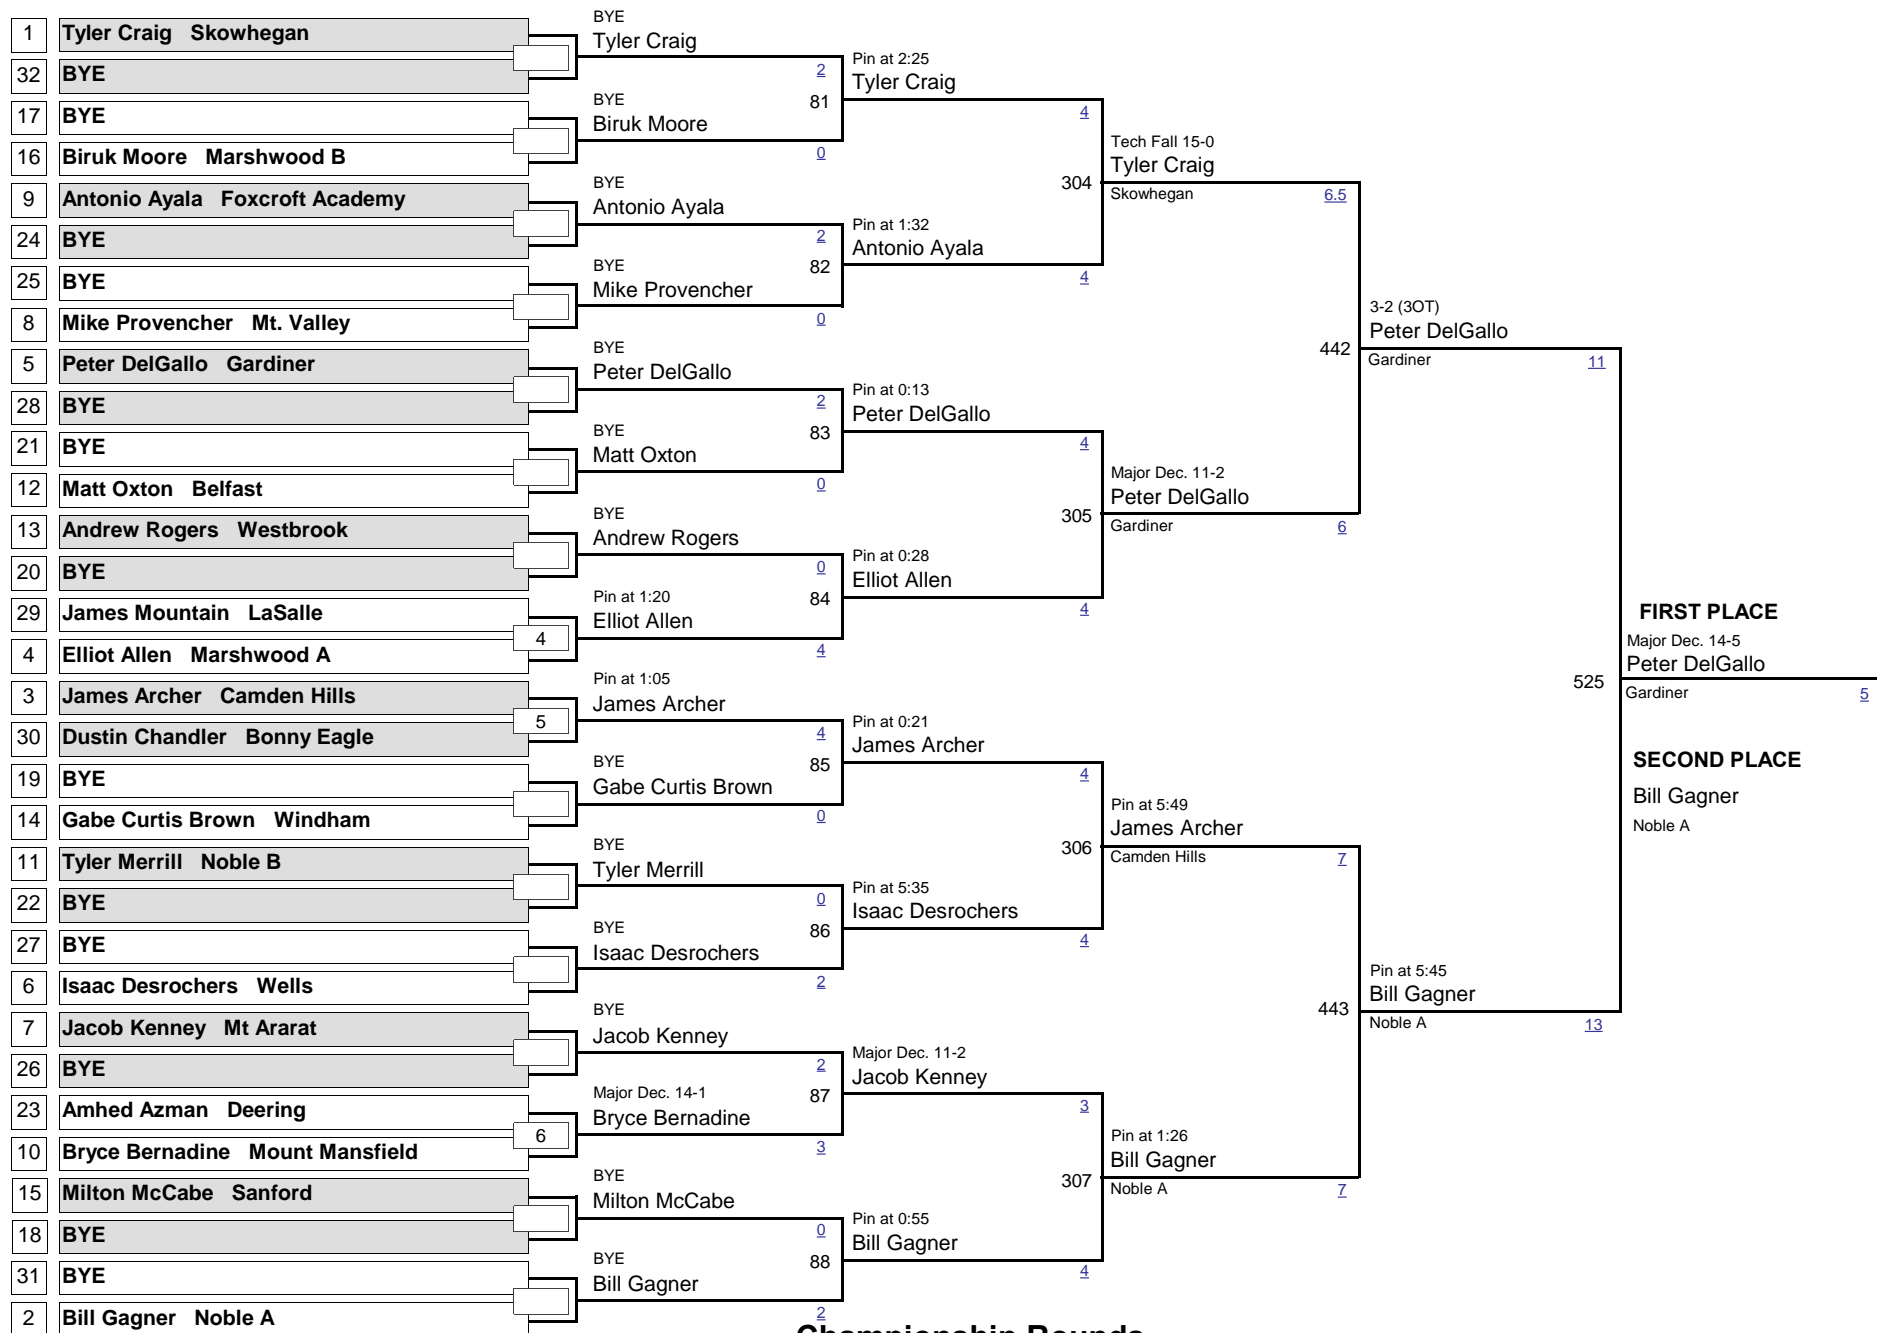 1 Tyler Craig Skowhegan
32 BYE
17 BYE
16 Biruk Moore Marshwood B
9 Antonio Ayala Foxcroft Academy
24 BYE
25 BYE
8 Mike Provencher Mt. Valley
5 Peter DelGallo Gardiner
28 BYE
21 BYE
12 Matt Oxton Belfast
13 Andrew Rogers Westbrook
20 BYE
29 James Mountain LaSalle
4
4 Elliot Allen Marshwood A
3 James Archer Camden Hills
5
30 Dustin Chandler Bonny Eagle
19 BYE
14 Gabe Curtis Brown Windham
11 Tyler Merrill Noble B
22 BYE
27 BYE
6 Isaac Desrochers Wells
7 Jacob Kenney Mt Ararat
26 BYE
23 Amhed Azman Deering
6
10 Bryce Bernadine Mount Mansfield
15 Milton McCabe Sanford
18 BYE
31 BYE
2 Bill Gagner Noble A
BYE
Tyler Craig
2
81
BYE
Biruk Moore
0
BYE
Antonio Ayala
2
82
BYE
Mike Provencher
0
BYE
Peter DelGallo
2
83
BYE
Matt Oxton
0
BYE
Andrew Rogers
0
84
Pin at 1:20
Elliot Allen
4
Pin at 1:05
James Archer
4
85
BYE
Gabe Curtis Brown
0
BYE
Tyler Merrill
0
86
BYE
Isaac Desrochers
2
BYE
Jacob Kenney
2
87
Major Dec. 14-1
Bryce Bernadine
3
BYE
Milton McCabe
0
88
BYE
Bill Gagner
2
Pin at 2:25
Tyler Craig
4
304
Pin at 1:32
Antonio Ayala
4
Pin at 0:13
Peter DelGallo
4
305
Pin at 0:28
Elliot Allen
4
Pin at 0:21
James Archer
4
306
Pin at 5:35
Isaac Desrochers
4
Major Dec. 11-2
Jacob Kenney
3
307
Pin at 0:55
Bill Gagner
4
Tech Fall 15-0
Tyler Craig
Skowhegan 6.5
442
Major Dec. 11-2
Peter DelGallo
Gardiner 6
Pin at 5:49
James Archer
Camden Hills 7
443
Pin at 1:26
Bill Gagner
Noble A 7
3-2 (3OT)
Peter DelGallo
Gardiner 11
525
Pin at 5:45
Bill Gagner
Noble A 13
FIRST PLACE
Major Dec. 14-5
Peter DelGallo
Gardiner 5
SECOND PLACE
Bill Gagner
Noble A
Championship Rounds